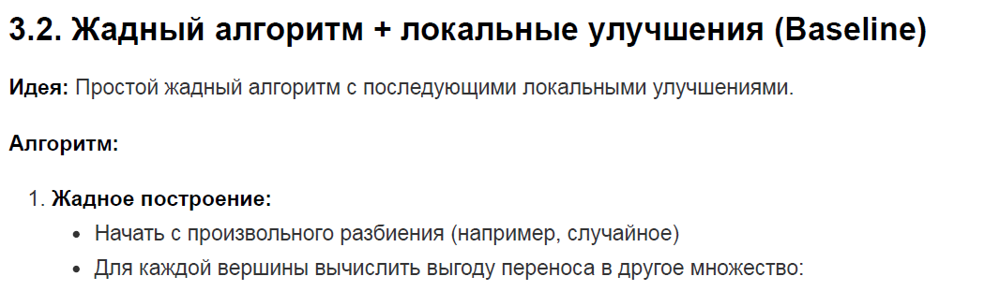 3.2. Жадный алгоритм + локальные улучшения (Baseline)
Идея: Простой жадный алгоритм с последующими локальными улучшениями.
Алгоритм:
1. Жадное построение:
• Начать с произвольного разбиения (например, случайное)
• Для каждой вершины вычислить выгоду переноса в другое множество: